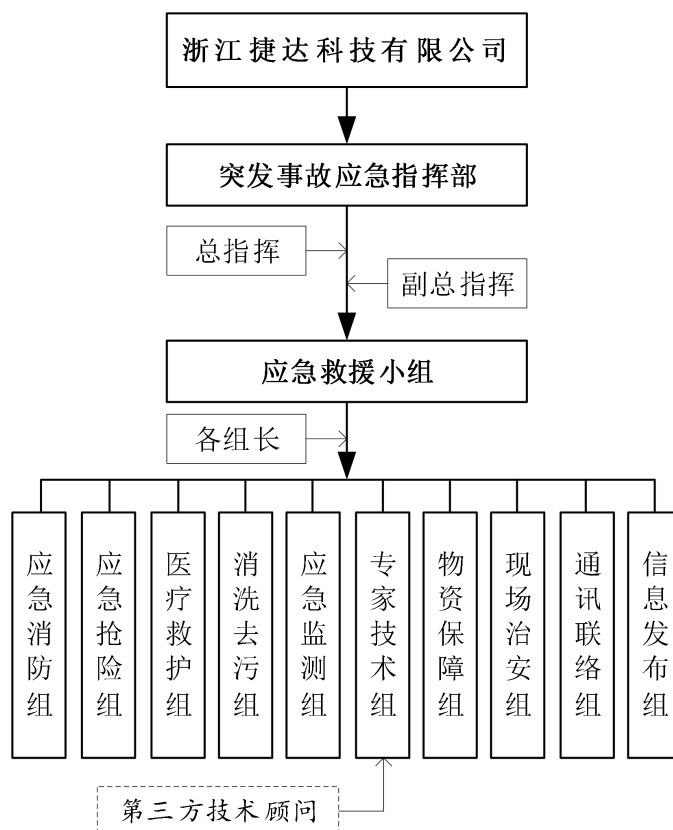 浙江捷达科技有限公司
突发事故应急指挥部
总指挥
副总指挥
应急救援小组
各组长
应急消防组
应急抢险组
医疗救护组
消洗去污组
应急监测组
专家技术组
物资保障组
现场治安组
通讯联络组
信息发布组
第三方技术顾问